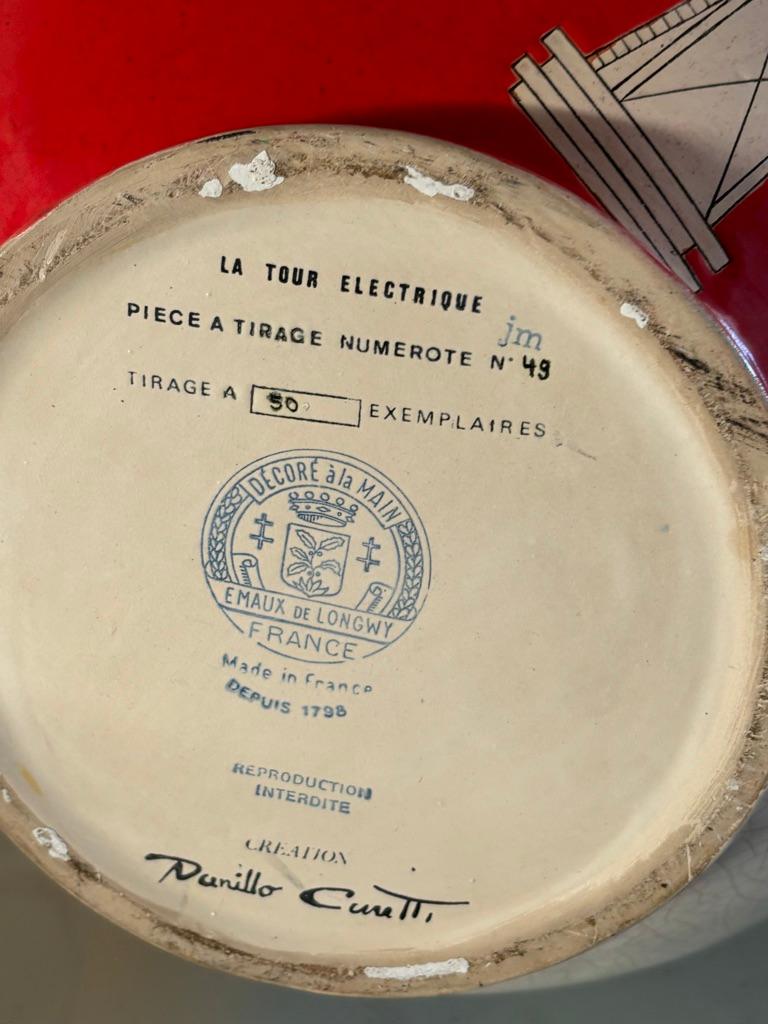 LA TOUR ELECTRIQUE
jm
PIECE A TIRAGE NUMEROTE N° 49
TIRAGE A 50 EXEMPLAIRES
DÉCORÉ à la MAIN
EMAUX DE LONGWY
FRANCE
Made in France
DEPUIS 1798
REPRODUCTION
INTERDITE
CREATION
Danillo Curetti